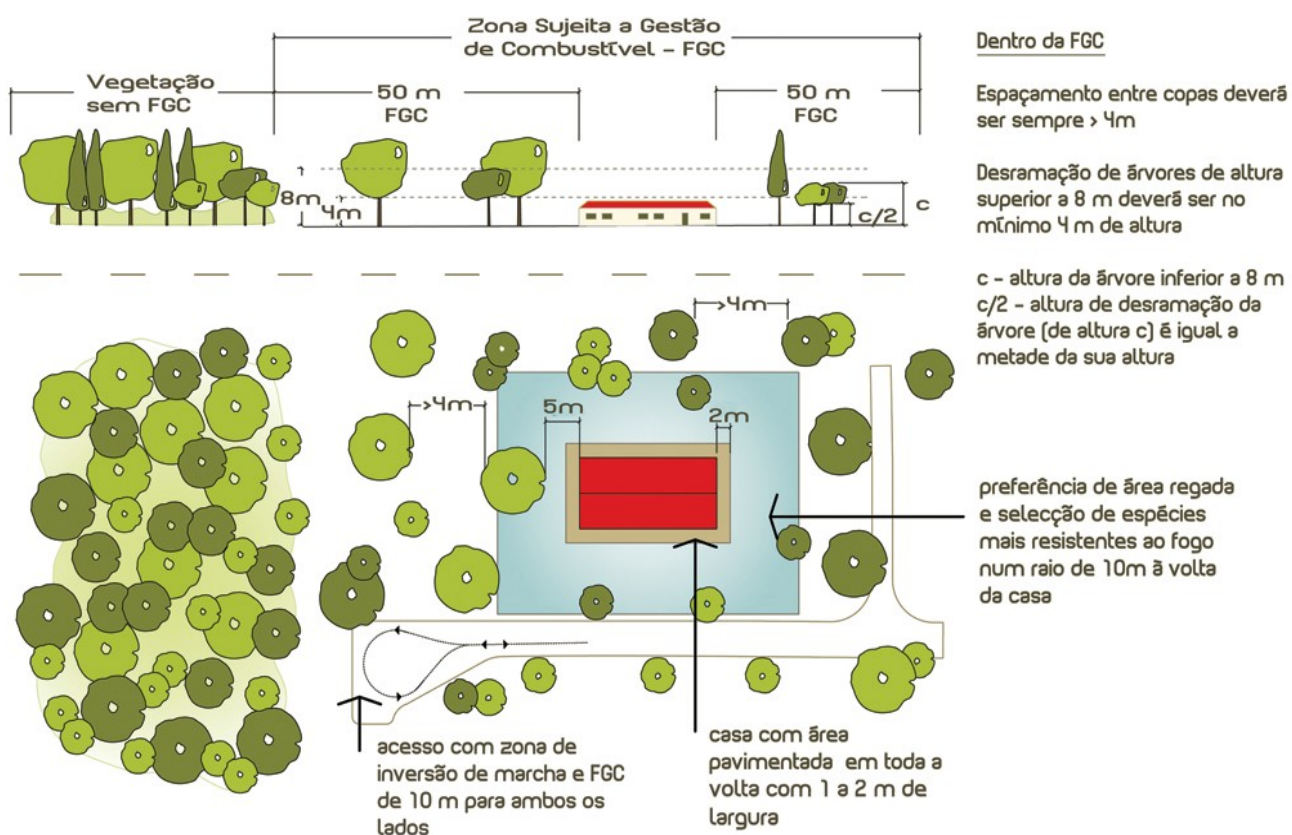 Zona Sujeita a Gestão
de Combustível - FGC
Vegetação
sem FGC
50 m
FGC
50 m
FGC
8m
4m
c/2
c
Dentro da FGC
Espaçamento entre copas deverá
ser sempre > 4m
Desramação de árvores de altura
superior a 8 m deverá ser no
mínimo 4 m de altura
c - altura da árvore inferior a 8 m
c/2 - altura de desramação da
árvore (de altura c) é igual a
metade da sua altura
>4m
>4m
5m
2m
preferência de área regada
e selecção de espécies
mais resistentes ao fogo
num raio de 10m à volta
da casa
acesso com zona de
inversão de marcha e FGC
de 10 m para ambos os
lados
casa com área
pavimentada em toda a
volta com 1 a 2 m de
largura